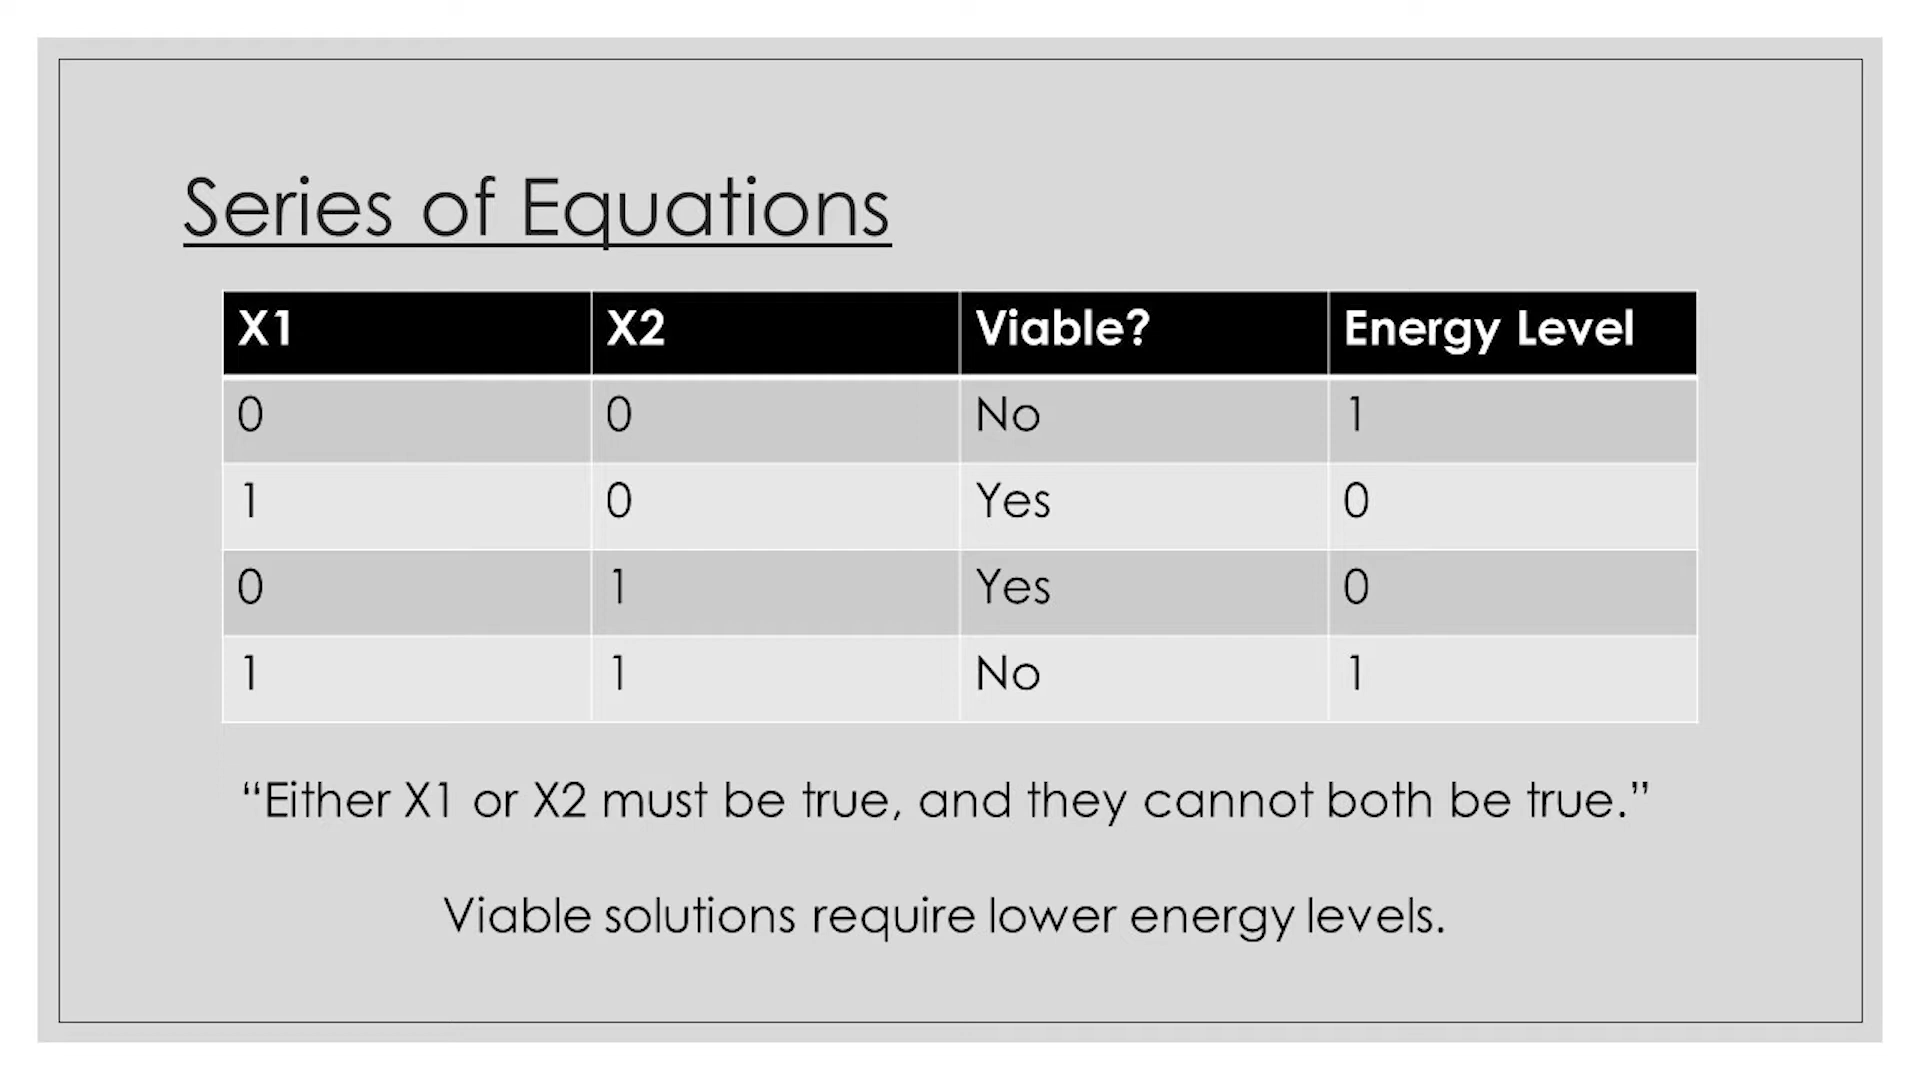 Series of Equations
X1 X2 Viable? Energy Level
0 0 No 1
1 0 Yes 0
0 1 Yes 0
1 1 No 1
“Either X1 or X2 must be true, and they cannot both be true.”
Viable solutions require lower energy levels.